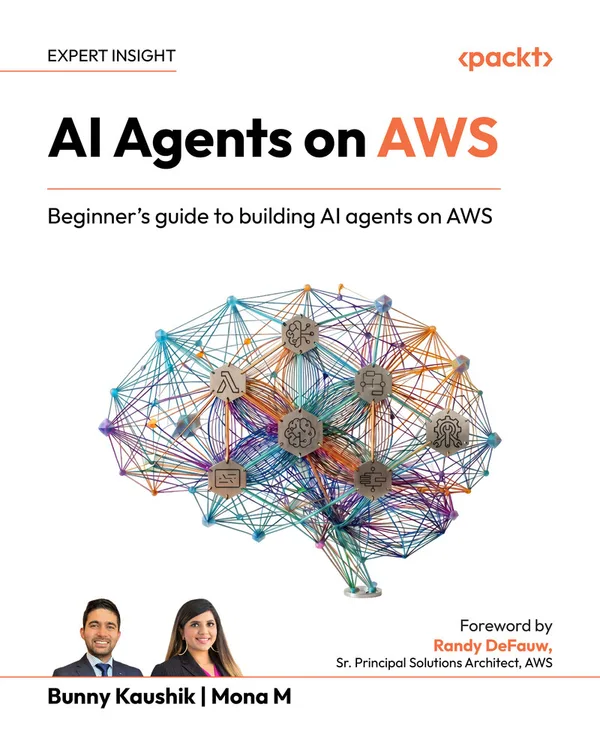 EXPERT INSIGHT
<packt>
AI Agents on AWS
Beginner's guide to building AI agents on AWS
Foreword by
Randy DeFauw,
Sr. Principal Solutions Architect, AWS
Bunny Kaushik | Mona M